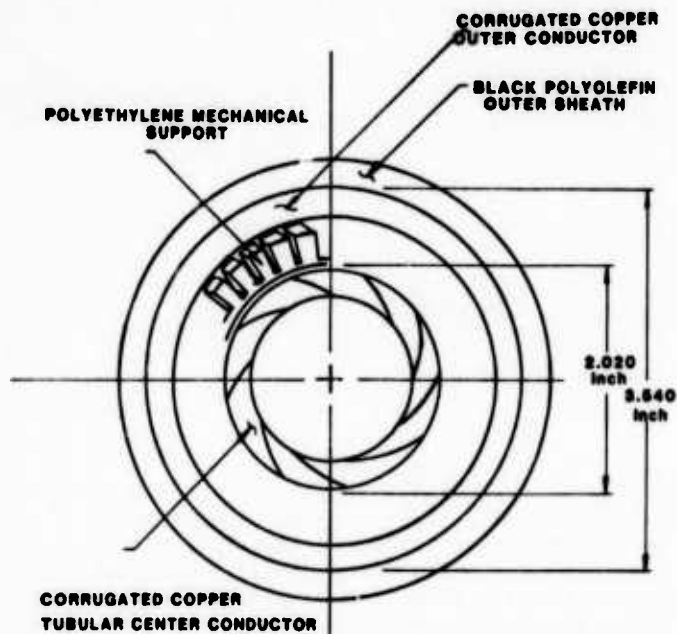 CORRUGATED COPPER
OUTER CONDUCTOR
BLACK POLYOLEFIN
OUTER SHEATH
POLYETHYLENE MECHANICAL
SUPPORT
2.020
inch
3.540
inch
CORRUGATED COPPER
TUBULAR CENTER CONDUCTOR